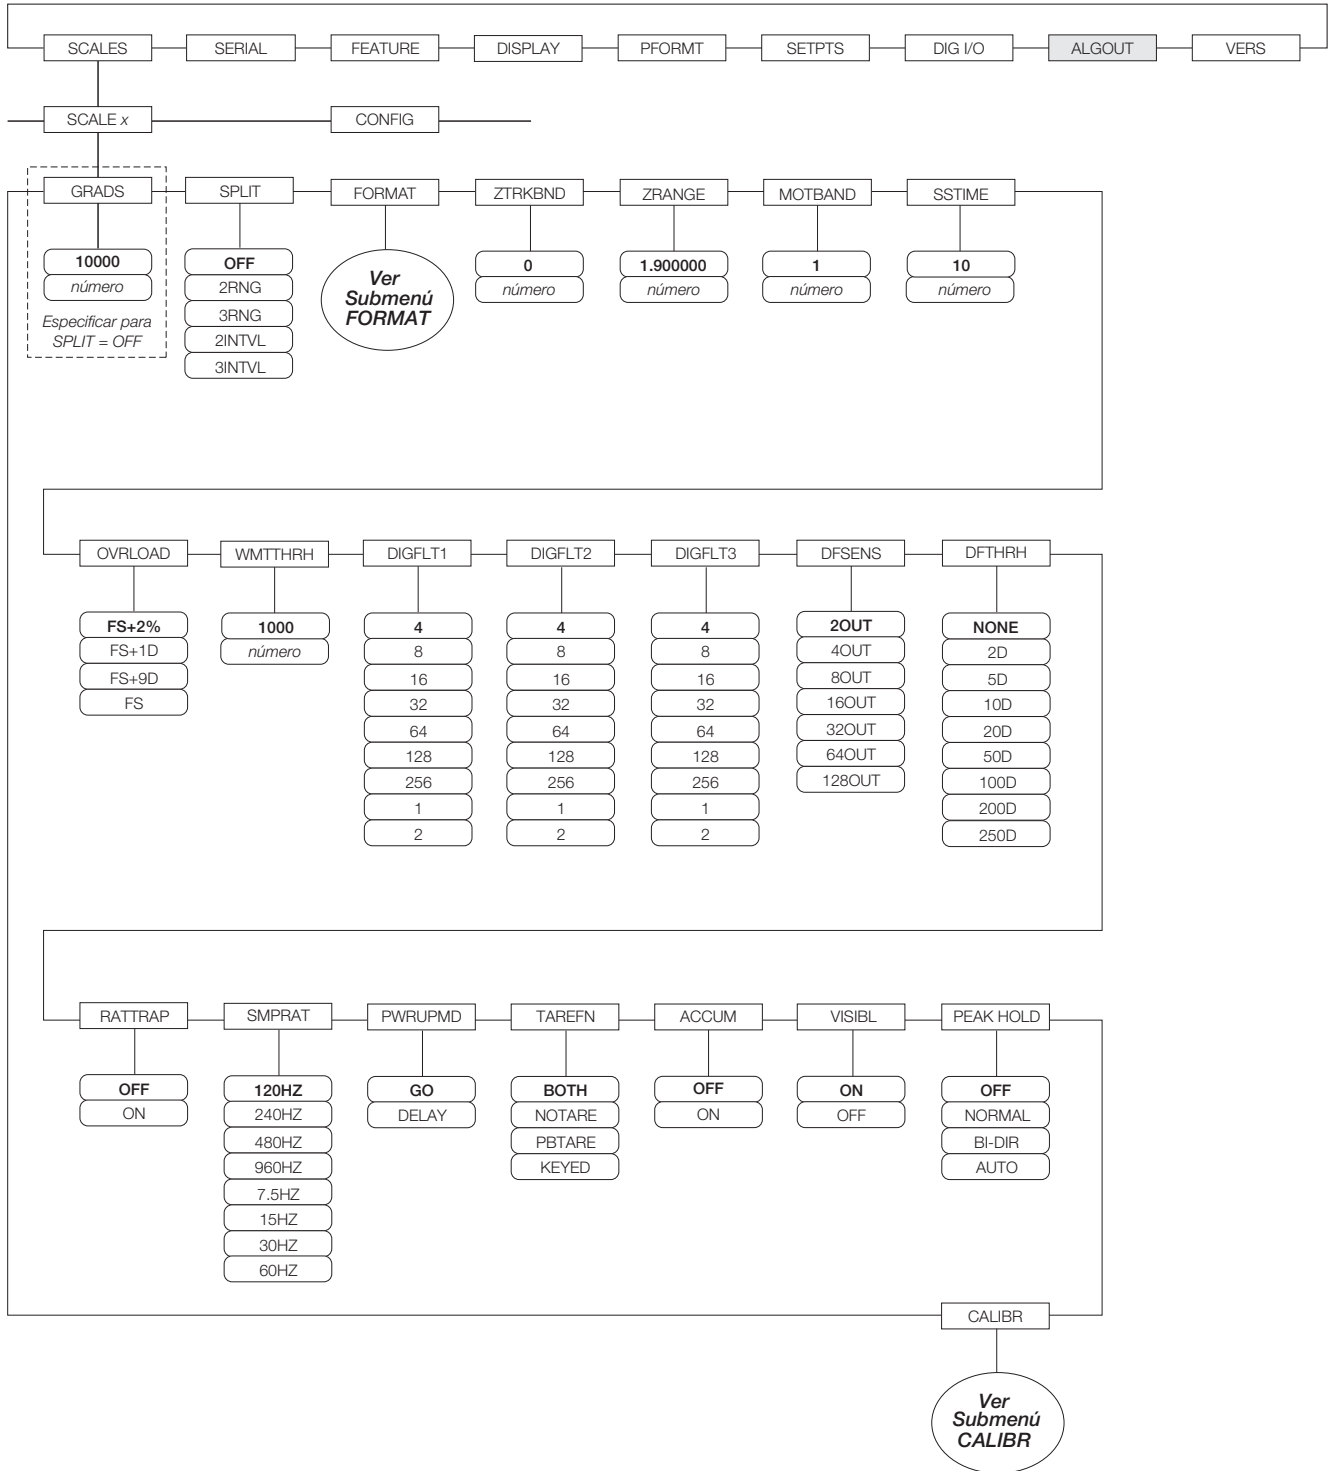 SCALES
SERIAL
FEATURE
DISPLAY
PFORMT
SETPTS
DIG I/O
ALGOUT
VERS
SCALE x
CONFIG
GRADS
SPLIT
FORMAT
ZTRKBND
ZRANGE
MOTBAND
SSTIME
10000
número
Especificar para
SPLIT = OFF
OFF
2RNG
3RNG
2INTVL
3INTVL
Ver
Submenú
FORMAT
0
número
1.900000
número
1
número
10
número
OVRLOAD
WMTTHRH
DIGFLT1
DIGFLT2
DIGFLT3
DFSENS
DFTHRH
FS+2%
FS+1D
FS+9D
FS
1000
número
4
8
16
32
64
128
256
1
2
4
8
16
32
64
128
256
1
2
4
8
16
32
64
128
256
1
2
2OUT
4OUT
8OUT
16OUT
32OUT
64OUT
128OUT
NONE
2D
5D
10D
20D
50D
100D
200D
250D
RATTRAP
SMPRAT
PWRUPMD
TAREFN
ACCUM
VISIBL
PEAK HOLD
OFF
ON
120HZ
240HZ
480HZ
960HZ
7.5HZ
15HZ
30HZ
60HZ
GO
DELAY
BOTH
NOTARE
PBTARE
KEYED
OFF
ON
ON
OFF
OFF
NORMAL
BI-DIR
AUTO
CALIBR
Ver
Submenú
CALIBR